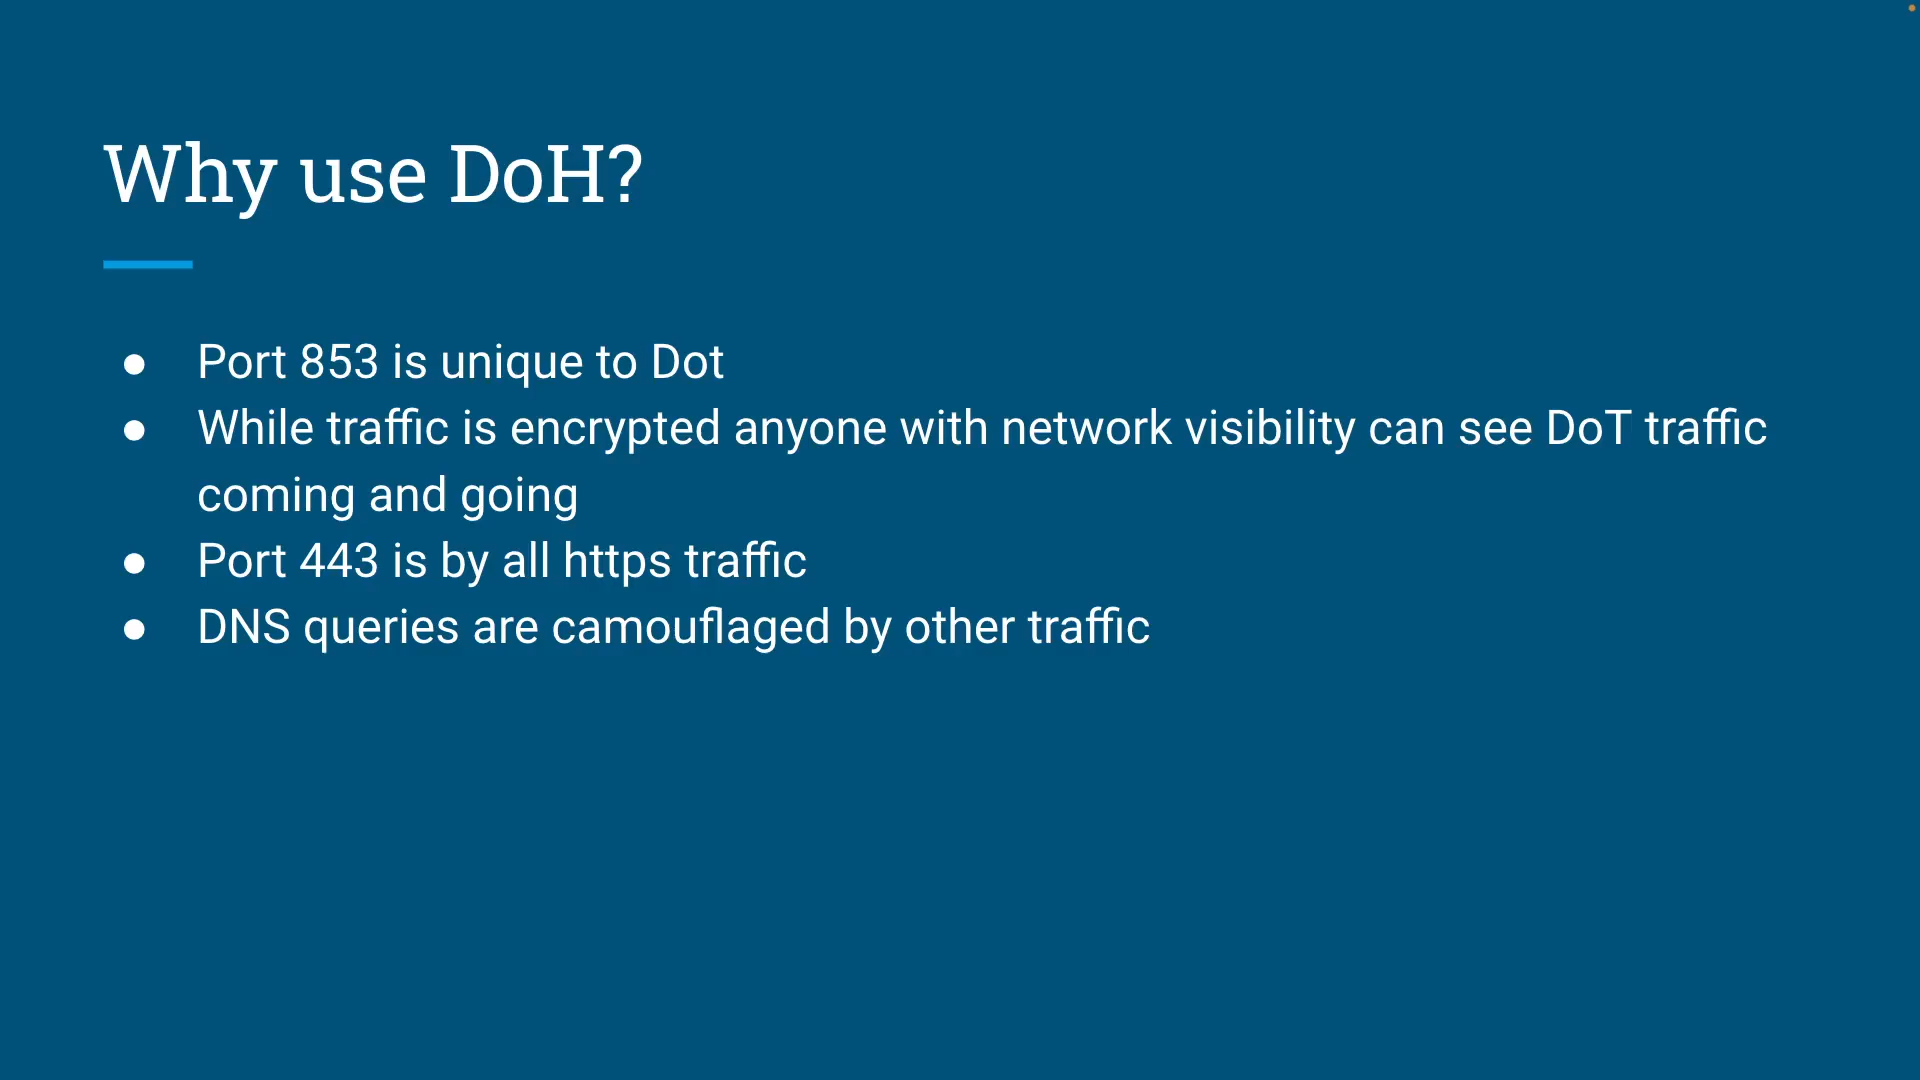 Why use DoH?
● Port 853 is unique to Dot
● While traffic is encrypted anyone with network visibility can see DoT traffic
coming and going
● Port 443 is by all https traffic
● DNS queries are camouflaged by other traffic